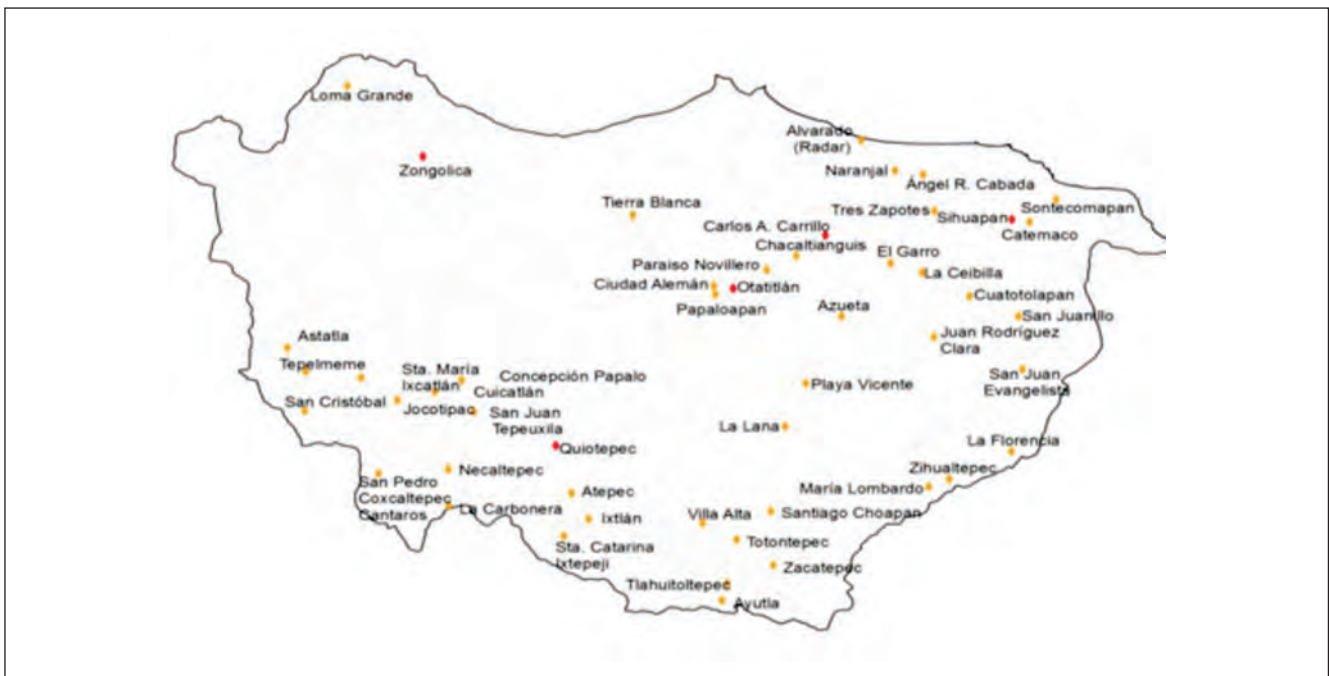 Loma Grande
Zongolica
Alvarado
(Radar)
Naranjal
Ángel R. Cabada
Tierra Blanca
Tres Zapotes
Sihuapan
Sontecomapan
Catemaco
Carlos A. Carrillo
Chacaltianguis
El Garro
Paraiso Novillero
La Ceibilla
Ciudad Alemán
Otatitlán
Papaloapan
Cuatotolapan
Azueta
San Juanillo
Juan Rodríguez
Clara
Astatla
Tepelmeme
Sta. María
Ixcatlán
Concepción Papalo
Cuicatlán
San Juan
Evangelista
Playa Vicente
San Cristóbal
Jocotipac
San Juan
Tepeuxila
La Lana
Quiotepec
La Florencia
Necaltepec
Zihualtepec
San Pedro
Coxcaltepec
Cantaros
María Lombardo
Atepec
La Carbonera
Ixtlán
Villa Alta
Santiago Choapan
Sta. Catarina
Ixtepeji
Totontepec
Zacatepec
Tlahuitoltepec
Ayutla